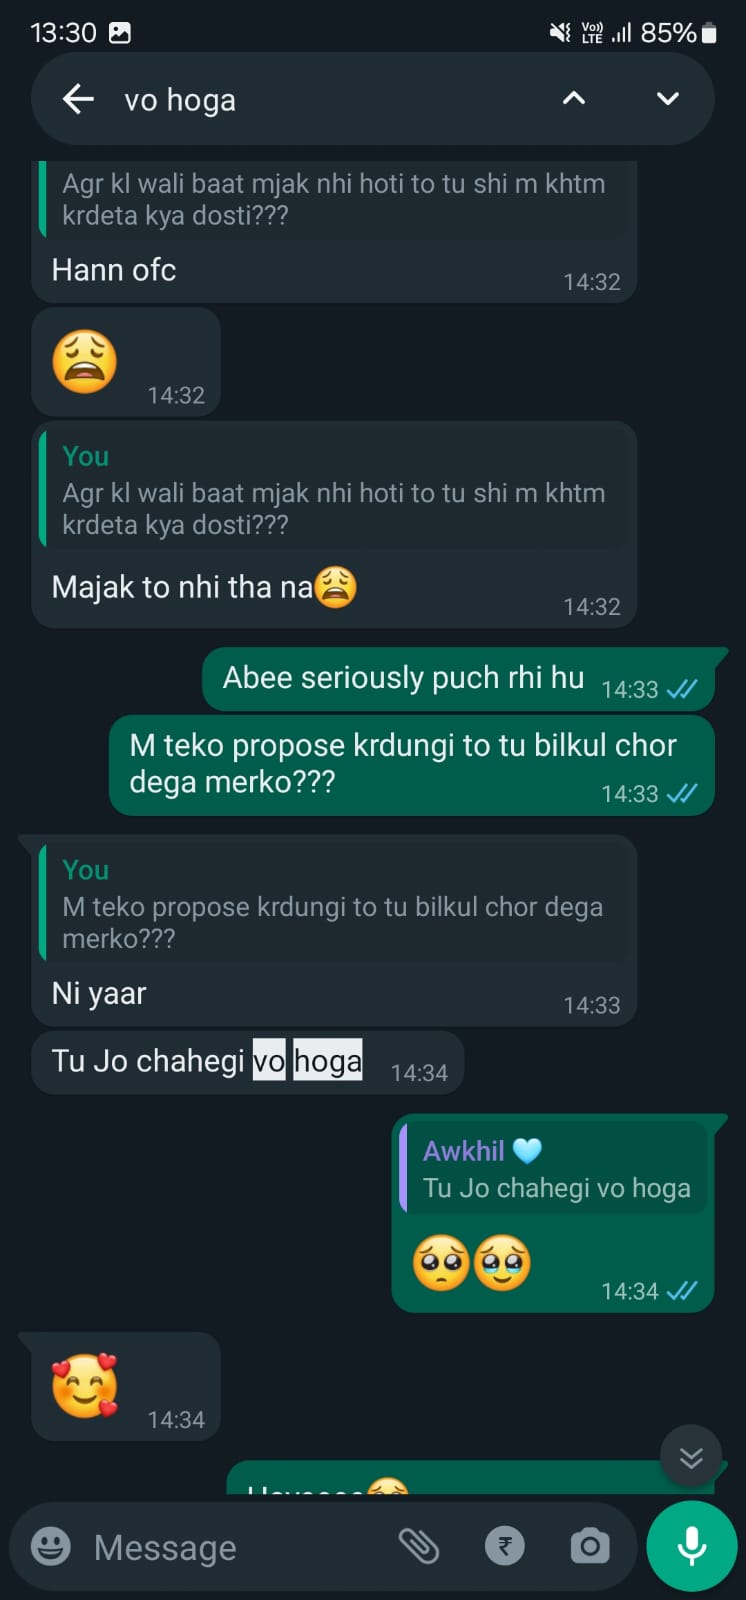 13:30
Vo))
LTE
85%
vo hoga
Agr kl wali baat mjak nhi hoti to tu shi m khtm
krdeta kya dosti???
Hann ofc
14:32
14:32
You
Agr kl wali baat mjak nhi hoti to tu shi m khtm
krdeta kya dosti???
Majak to nhi tha na😩
14:32
Abee seriously puch rhi hu
14:33
M teko propose krdungi to tu bilkul chor
dega merko???
14:33
You
M teko propose krdungi to tu bilkul chor dega
merko???
Ni yaar
14:33
Tu Jo chahegi vo hoga
14:34
Awkhil 🩵
Tu Jo chahegi vo hoga
🥺🥹
14:34
14:34
Message